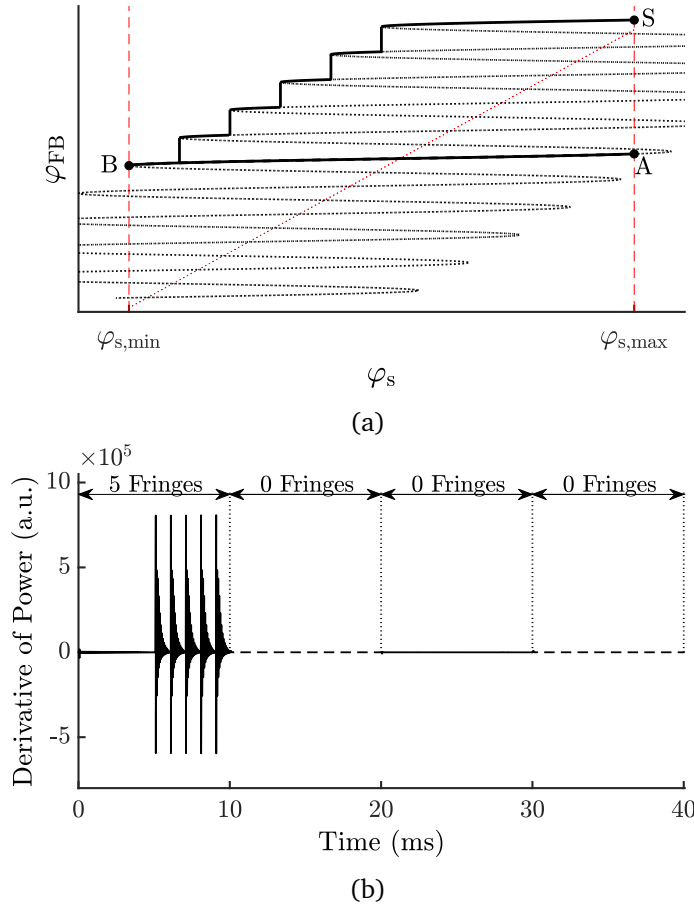 S
φFB
B
A
φs,min
φs,max
φs
(a)
×10^5
10
5 Fringes
0 Fringes
0 Fringes
0 Fringes
5
0
-5
Derivative of Power (a.u.)
0
10
20
30
40
Time (ms)
(b)